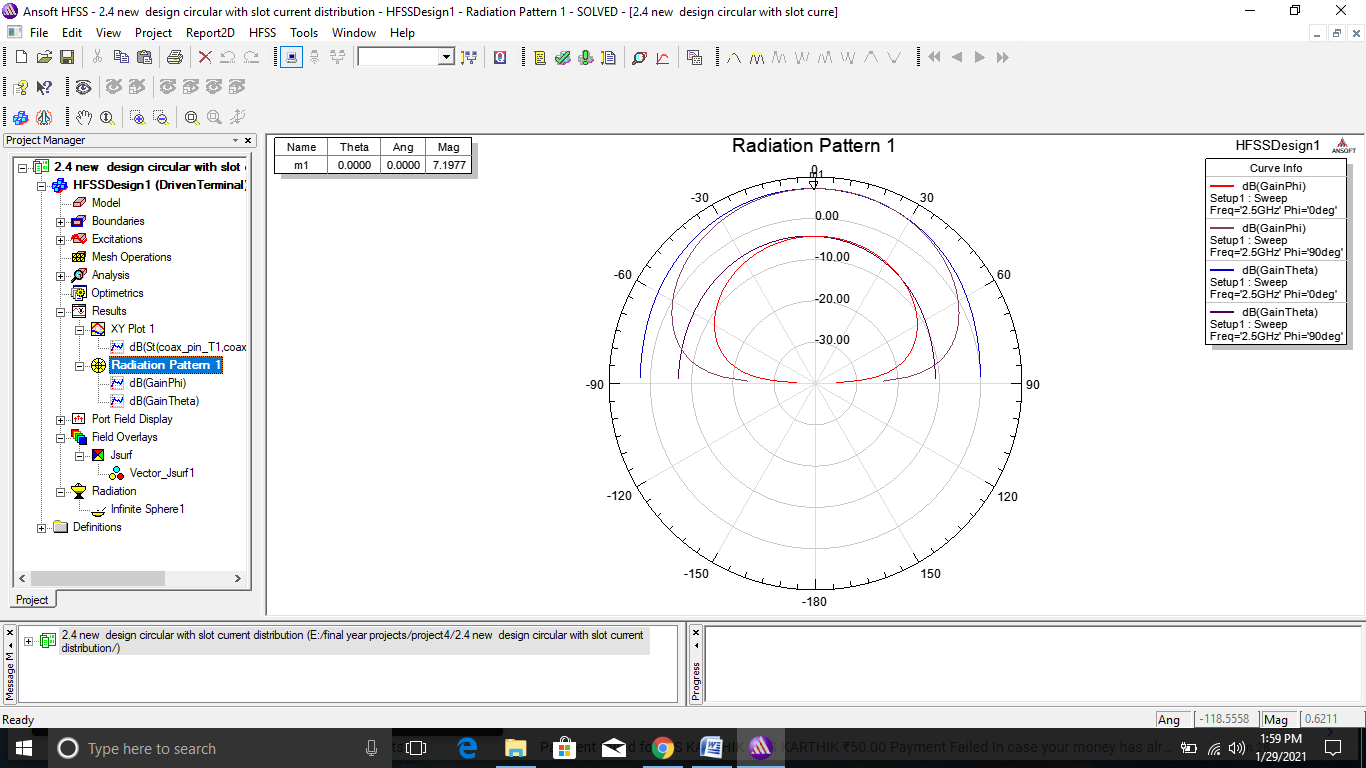 Ansoft HFSS - 2.4 new  design circular with slot current distribution - HFSSDesign1 - Radiation Pattern 1 - SOLVED - [2.4 new  design circular with slot curre]
File Edit View Project Report2D HFSS Tools Window Help
Project Manager
2.4 new  design circular with slot
HFSSDesign1 (DrivenTerminal)
Model
Boundaries
Excitations
Mesh Operations
Analysis
Optimetrics
Results
XY Plot 1
dB(St(coax_pin_T1,coax
Radiation Pattern 1
dB(GainPhi)
dB(GainTheta)
Port Field Display
Field Overlays
Jsurf
Vector_Jsurf1
Radiation
Infinite Sphere1
Definitions
Project
Name Theta Ang Mag
m1 0.0000 0.0000 7.1977
Radiation Pattern 1
HFSSDesign1
ANSOFT
Curve Info
dB(GainPhi)
Setup1 : Sweep
Freq='2.5GHz' Phi='0deg'
dB(GainPhi)
Setup1 : Sweep
Freq='2.5GHz' Phi='90deg'
dB(GainTheta)
Setup1 : Sweep
Freq='2.5GHz' Phi='0deg'
dB(GainTheta)
Setup1 : Sweep
Freq='2.5GHz' Phi='90deg'
0
-30 30
0.00
-10.00
-60 60
-20.00
-30.00
-90 90
-120 120
-150 150
-180
Message M
2.4 new  design circular with slot current distribution (E:/final year projects/project4/2.4 new  design circular with slot current
distribution/)
Progress
Ready
Ang -118.5558 Mag 0.6211
Type here to search
KARTHIK ₹50.00 Payment Failed In case your money has alr...
1:59 PM
1/29/2021